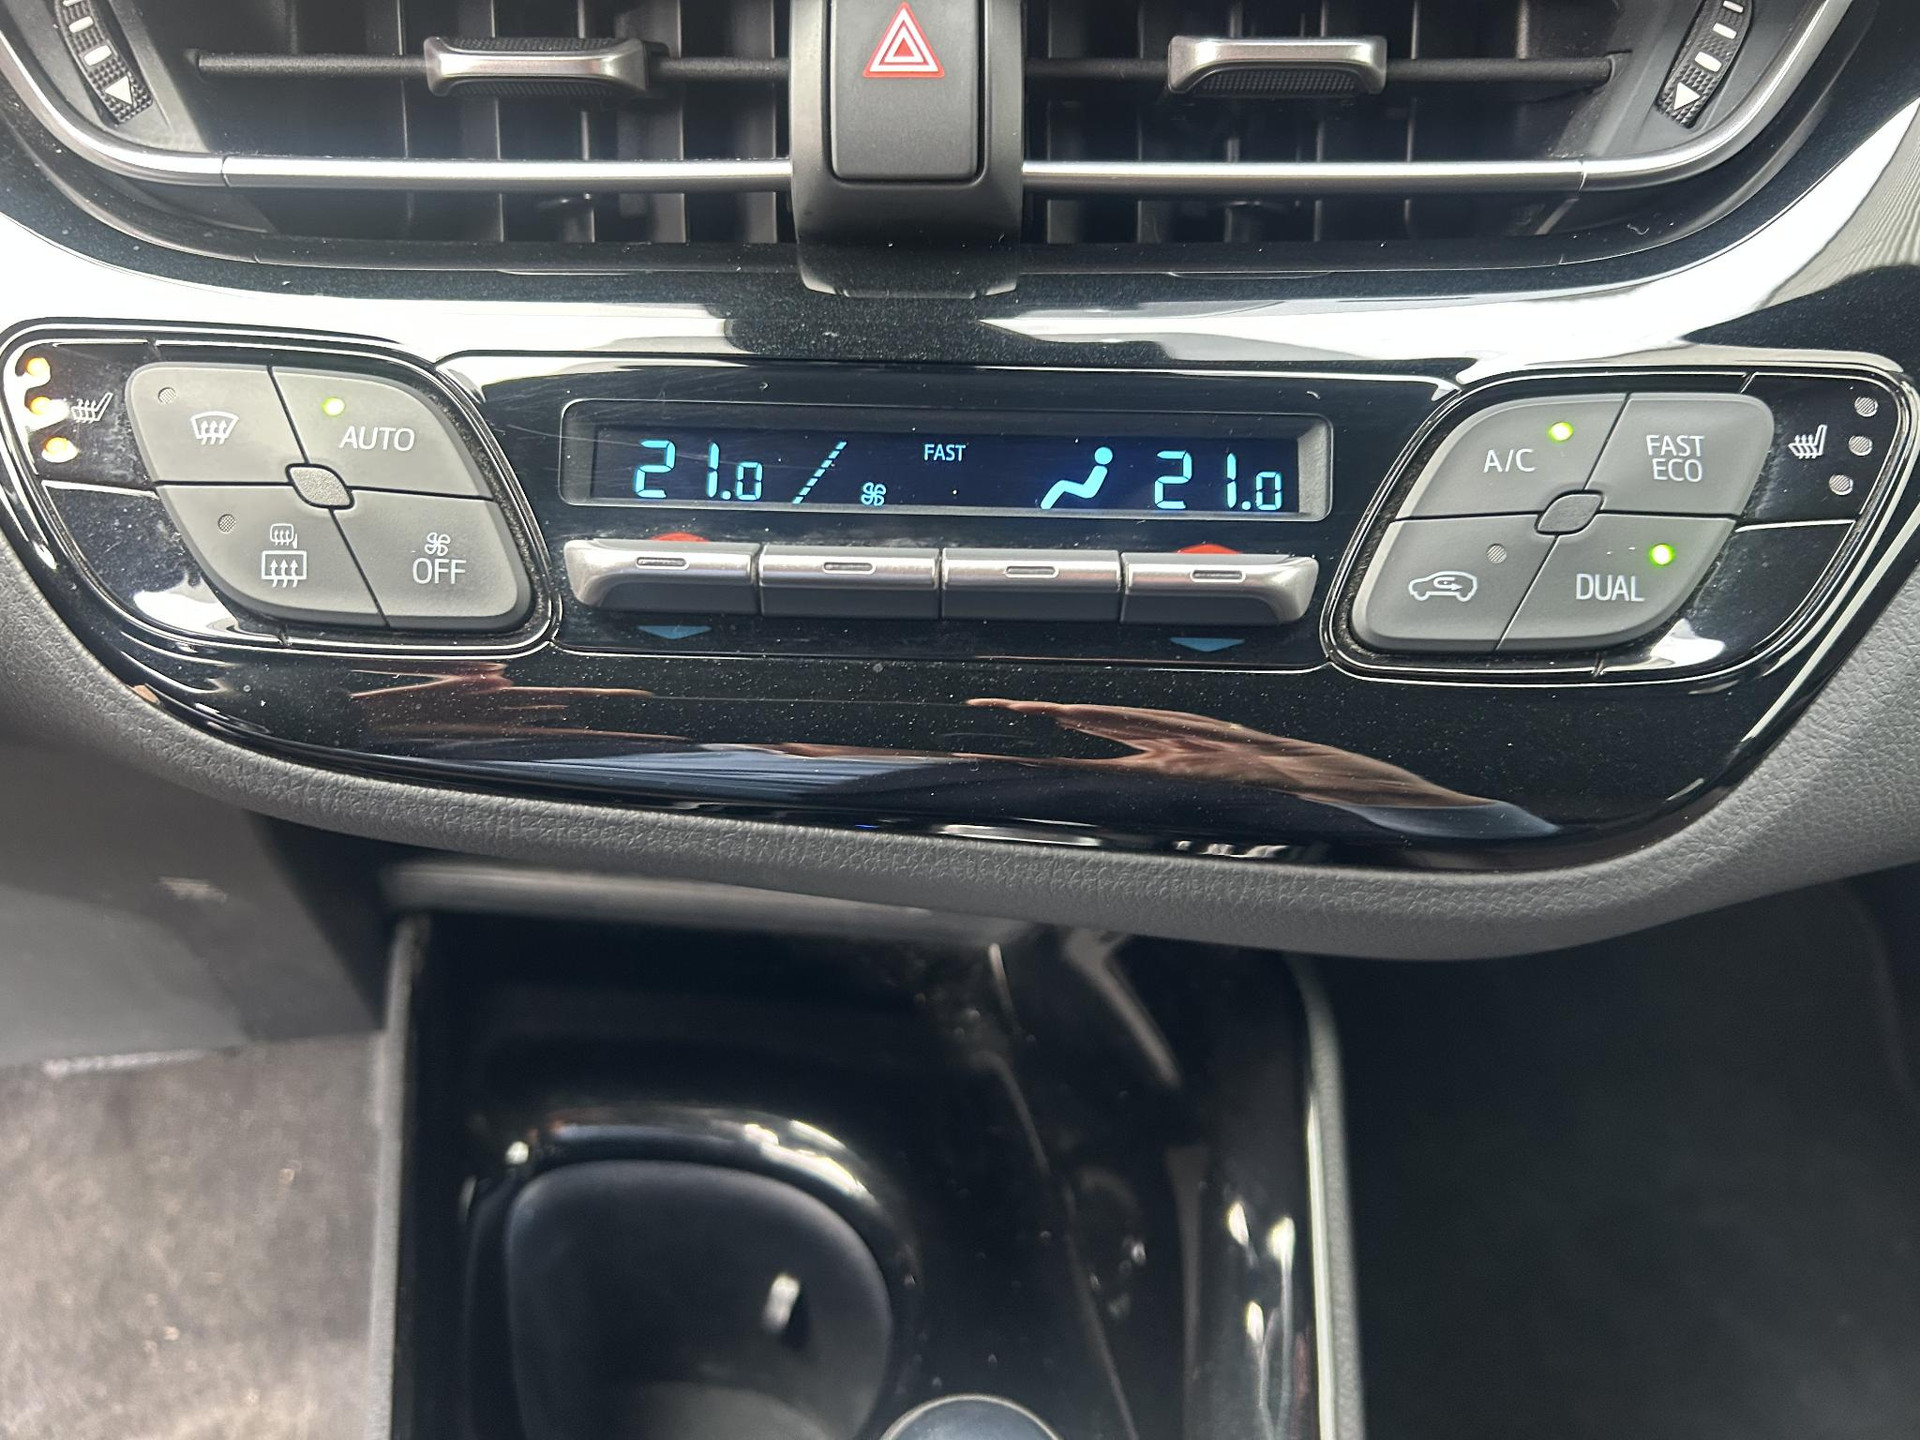 AUTO
OFF
21.0
FAST
21.0
A/C
FAST
ECO
DUAL